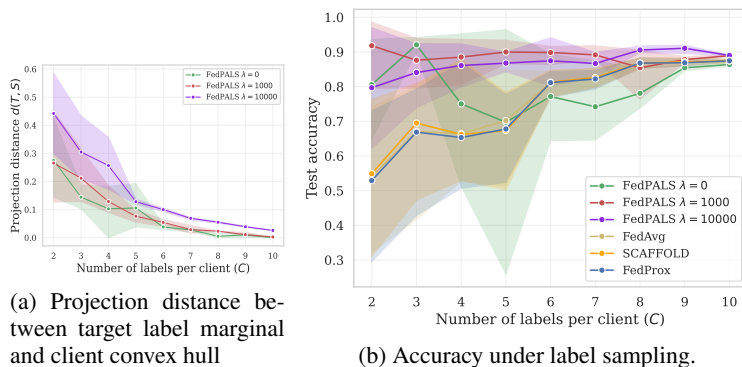 Projection distance d(T, S)
0.6
0.5
0.4
0.3
0.2
0.1
0.0
FedPALS λ = 0
FedPALS λ = 1000
FedPALS λ = 10000
2 3 4 5 6 7 8 9 10
Number of labels per client (C)
(a) Projection distance be-
tween target label marginal
and client convex hull
Test accuracy
1.0
0.9
0.8
0.7
0.6
0.5
0.4
0.3
FedPALS λ = 0
FedPALS λ = 1000
FedPALS λ = 10000
FedAvg
SCAFFOLD
FedProx
2 3 4 5 6 7 8 9 10
Number of labels per client (C)
(b) Accuracy under label sampling.